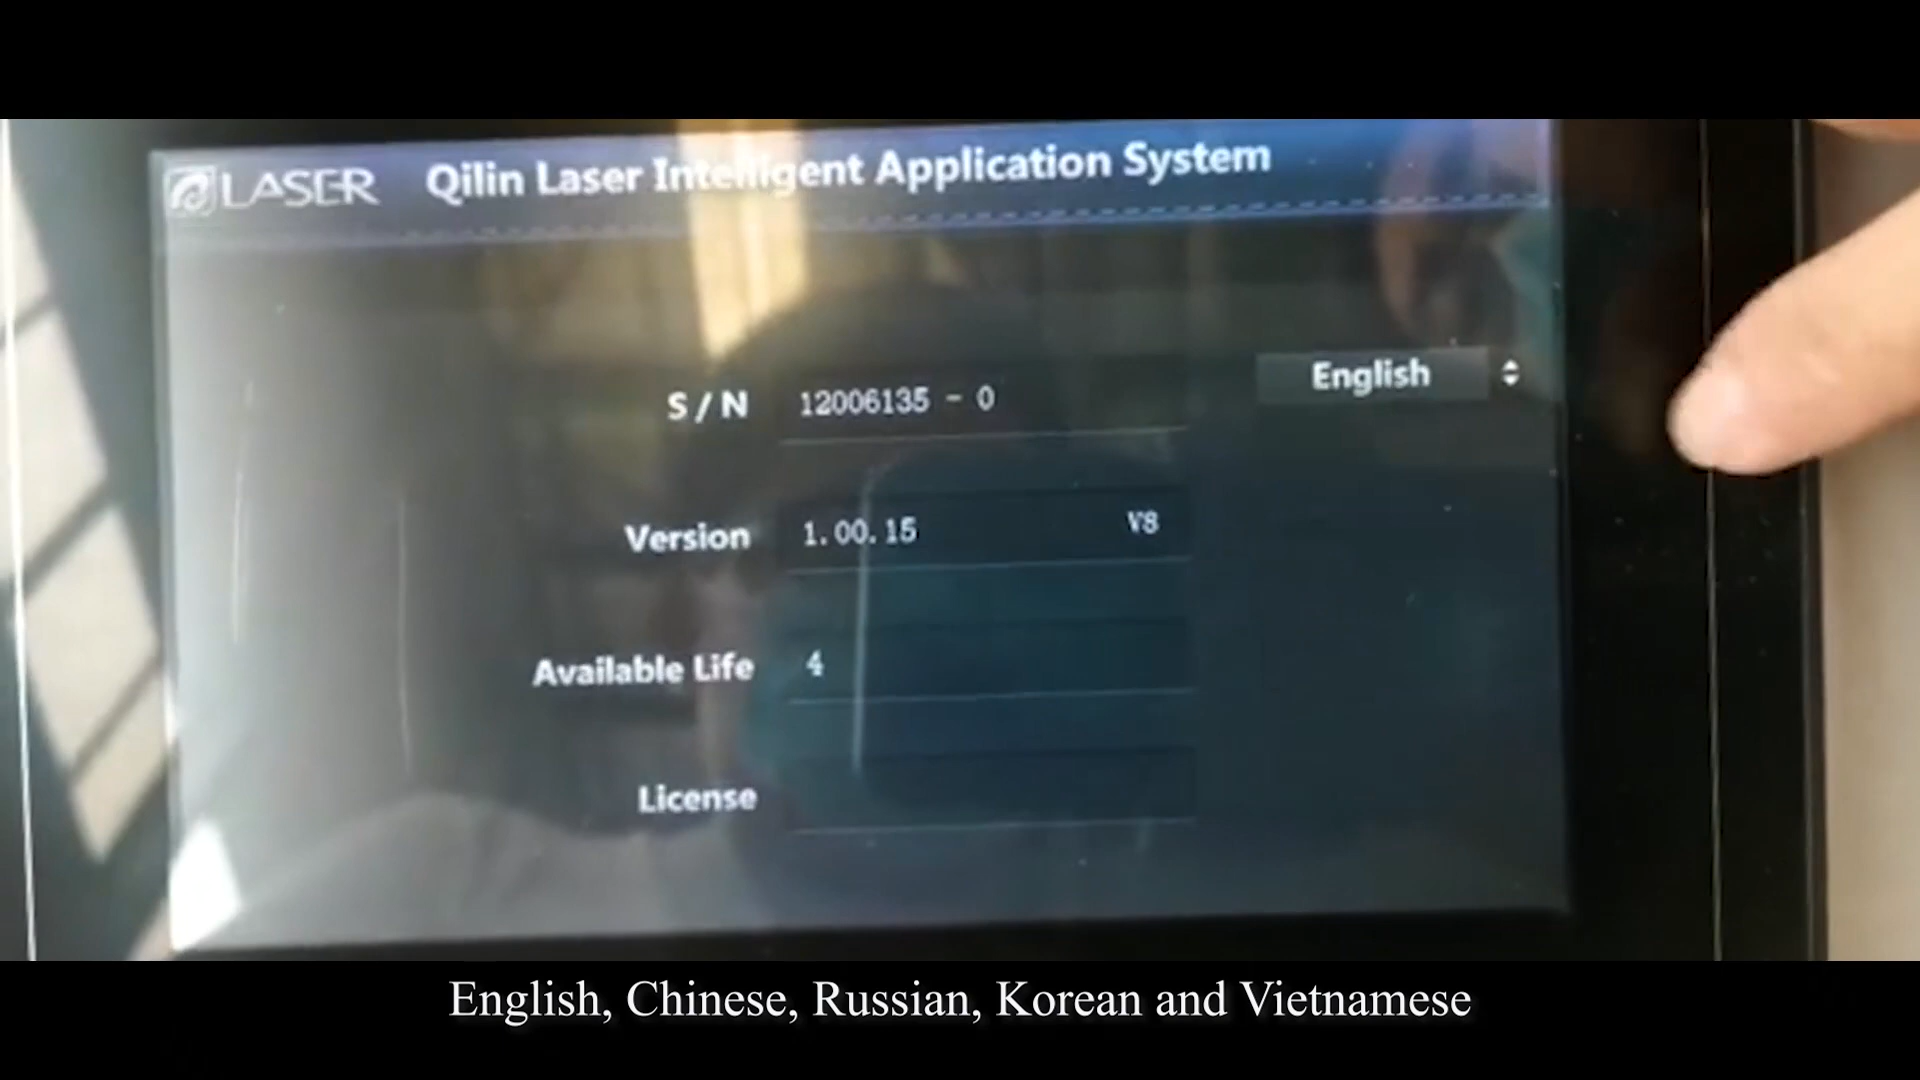 LASER
Qilin Laser Intelligent Application System
English
S / N 12006135 - 0
Version 1.00.15 V8
Available Life 4
License
English, Chinese, Russian, Korean and Vietnamese